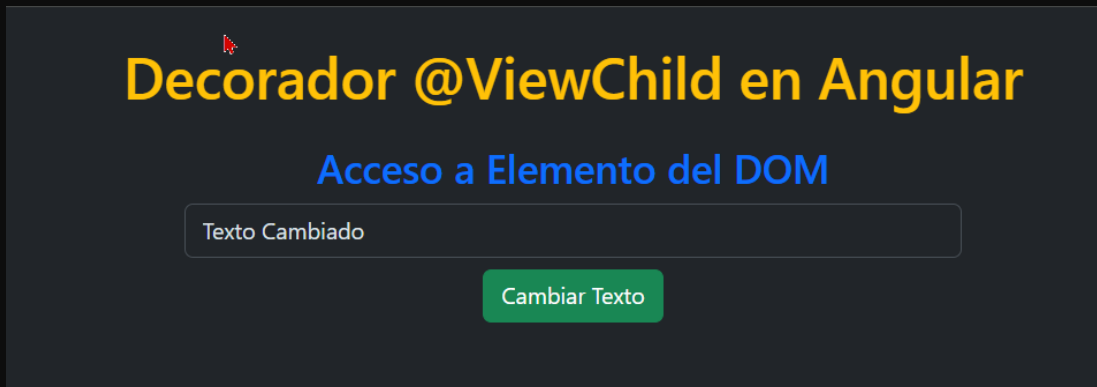 Decorador @ViewChild en Angular
Acceso a Elemento del DOM
Texto Cambiado
Cambiar Texto